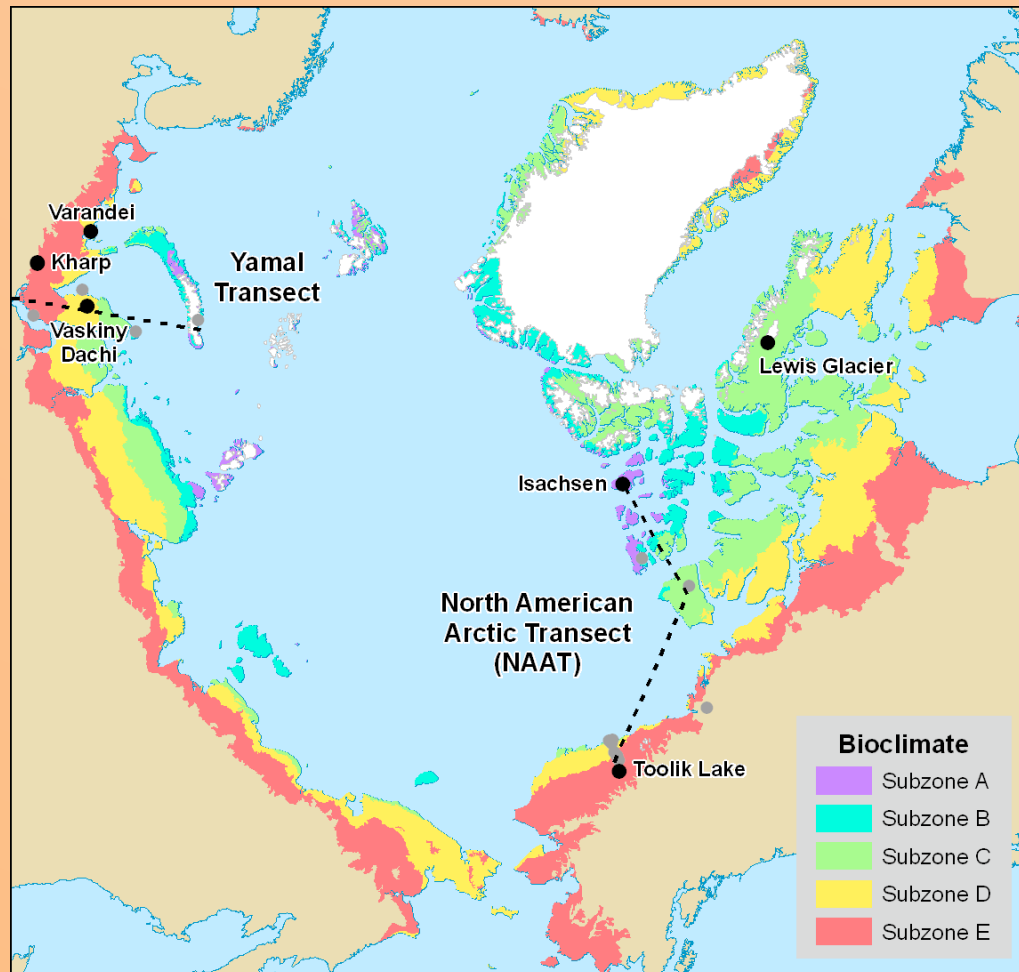 Varandei
Kharp
Yamal
Transect
Vaskiny
Dachi
Lewis Glacier
Isachsen
North American
Arctic Transect
(NAAT)
Toolik Lake
Bioclimate
Subzone A
Subzone B
Subzone C
Subzone D
Subzone E